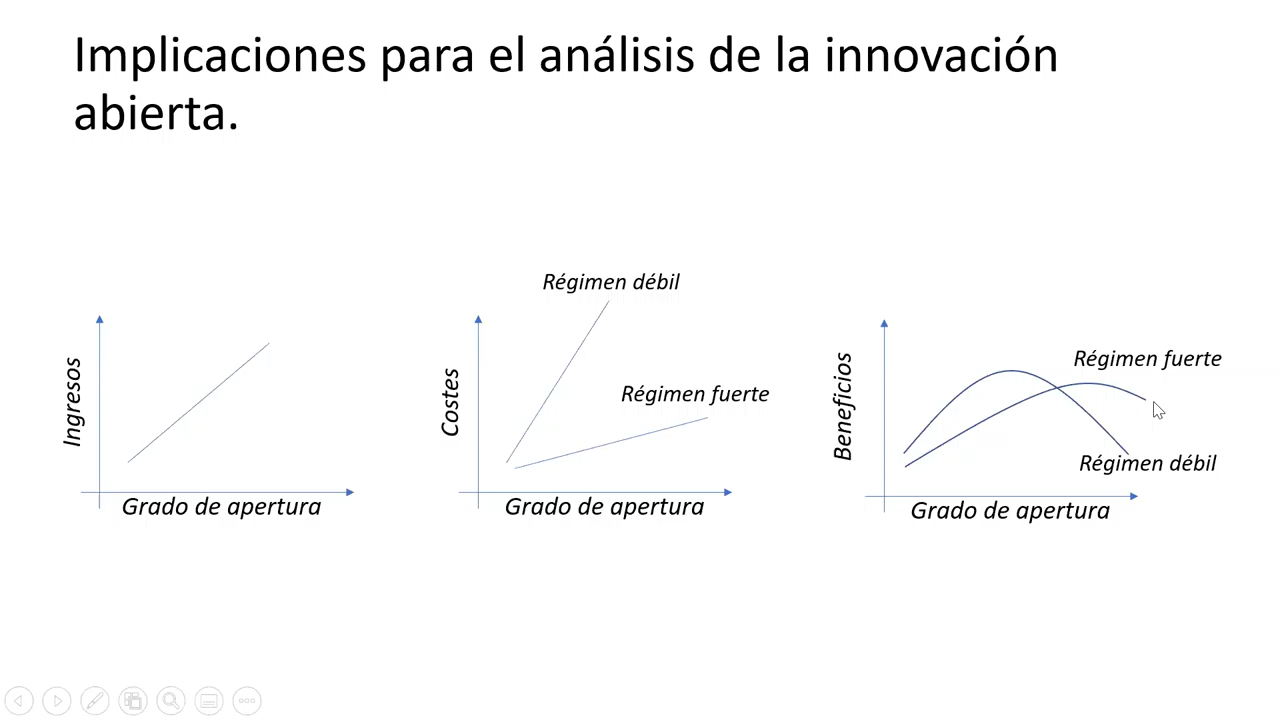 Implicaciones para el análisis de la innovación
abierta.
Ingresos
Grado de apertura
Costes
Régimen débil
Régimen fuerte
Grado de apertura
Beneficios
Régimen fuerte
Régimen débil
Grado de apertura